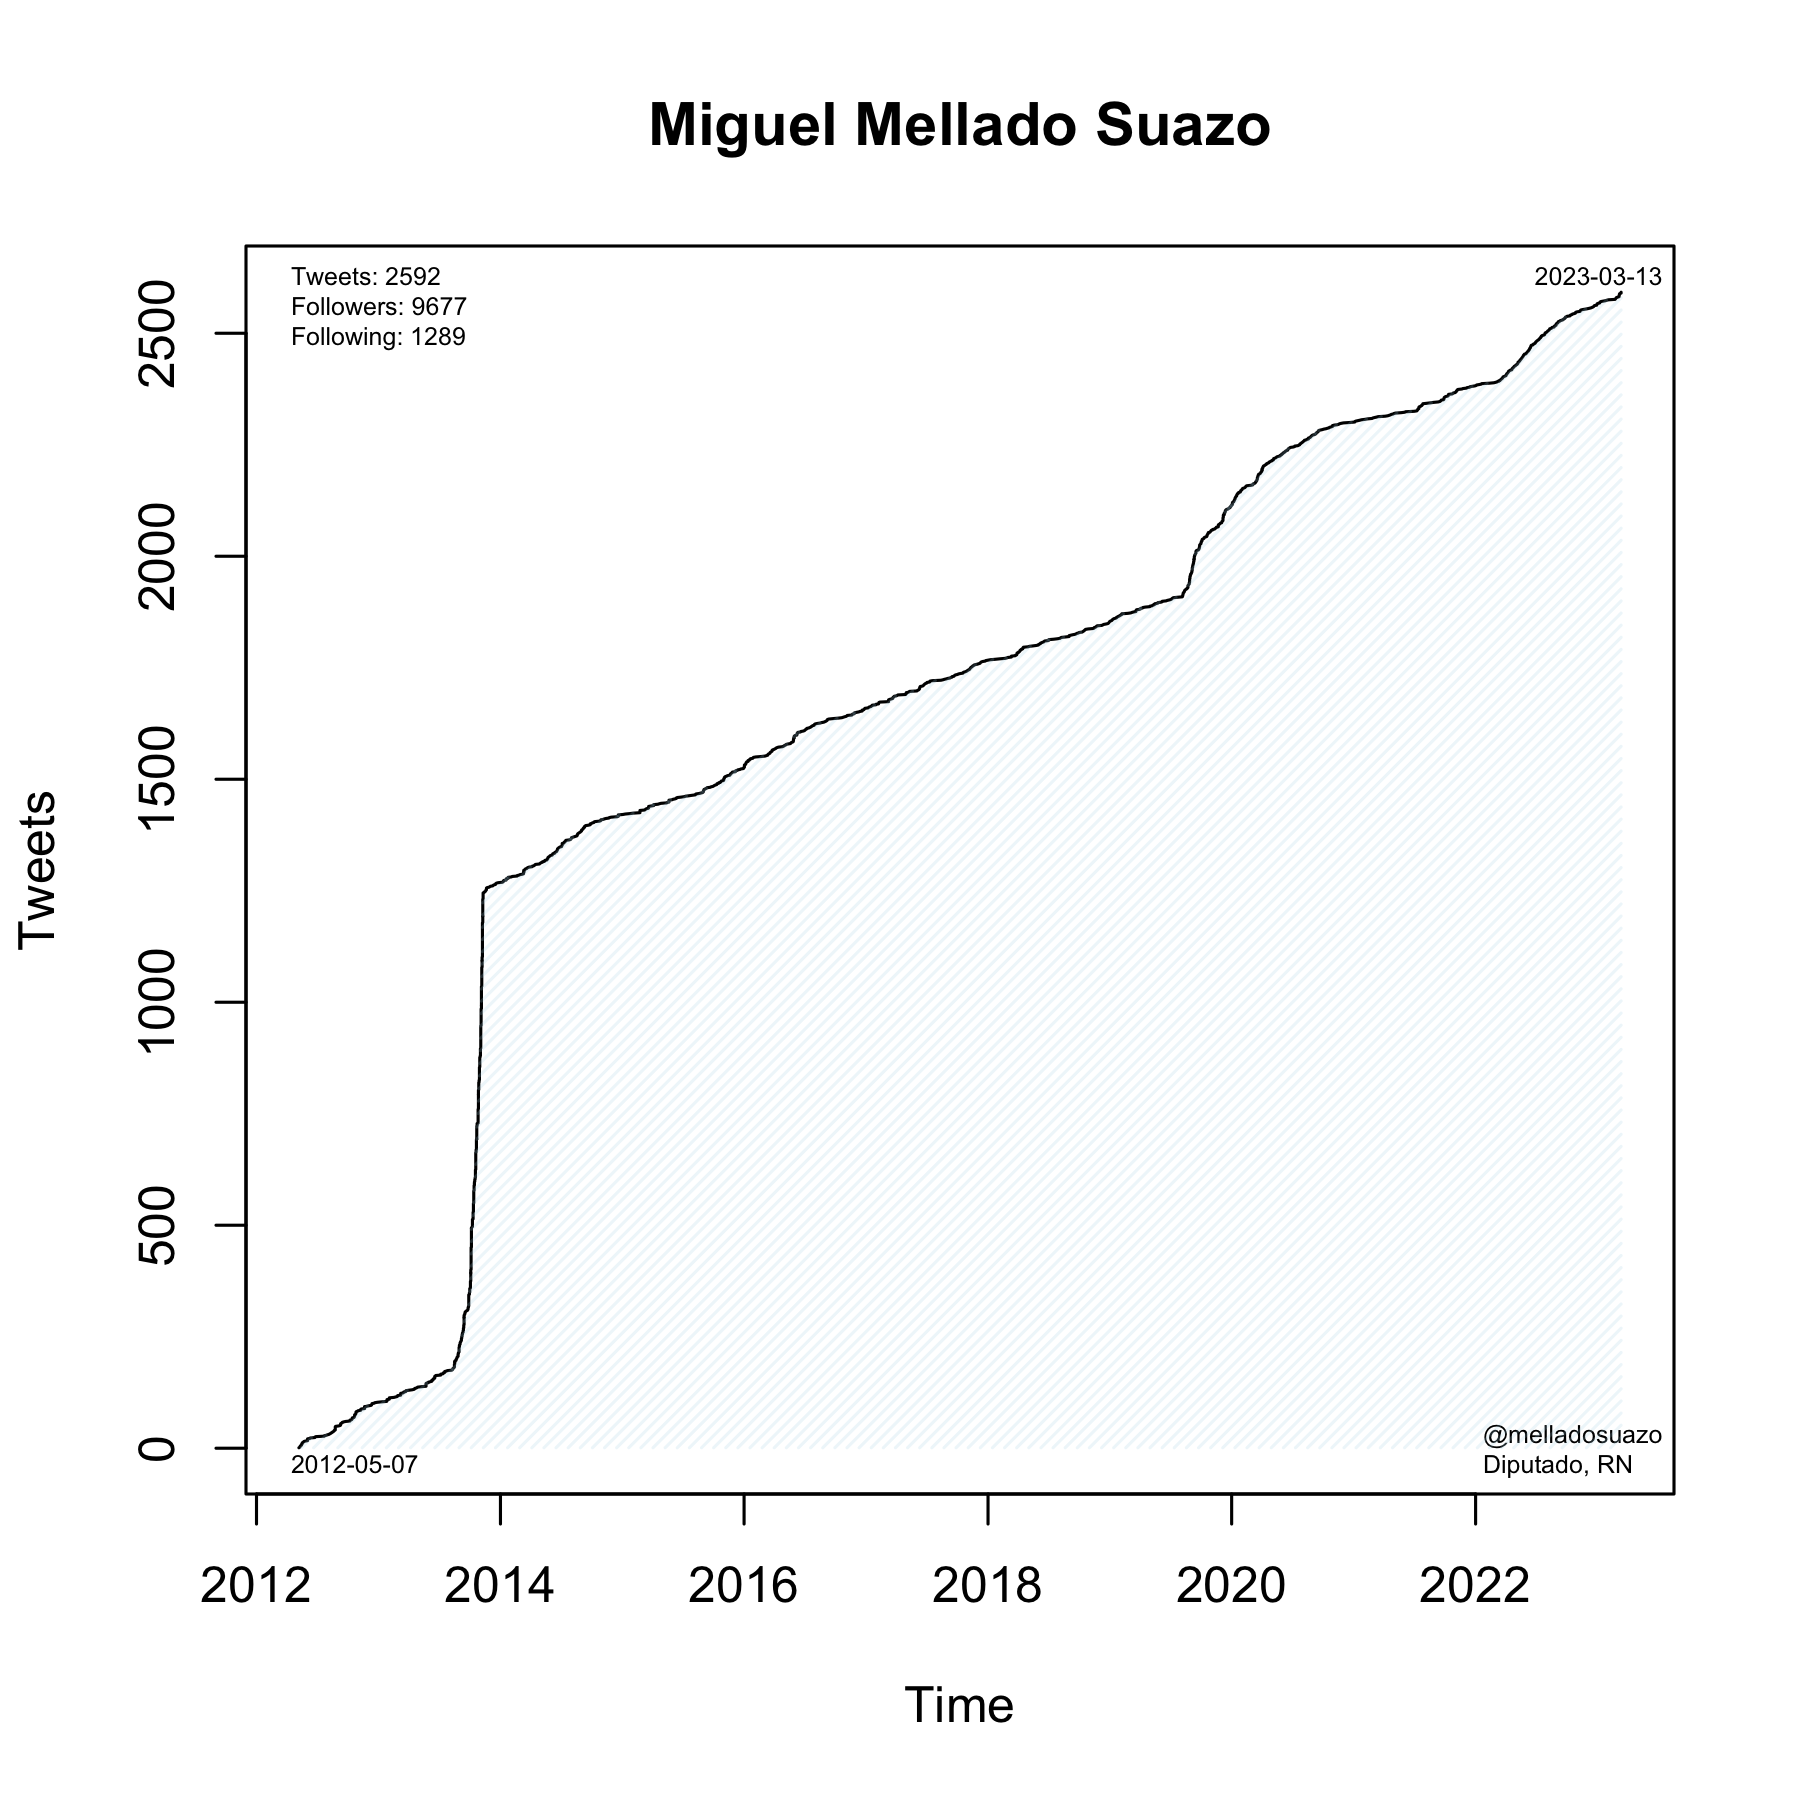 Miguel Mellado Suazo
Tweets: 2592
Followers: 9677
Following: 1289
2023-03-13
2500
2000
1500
1000
500
0
Tweets
@melladosuazo
Diputado, RN
2012-05-07
2012
2014
2016
2018
2020
2022
Time